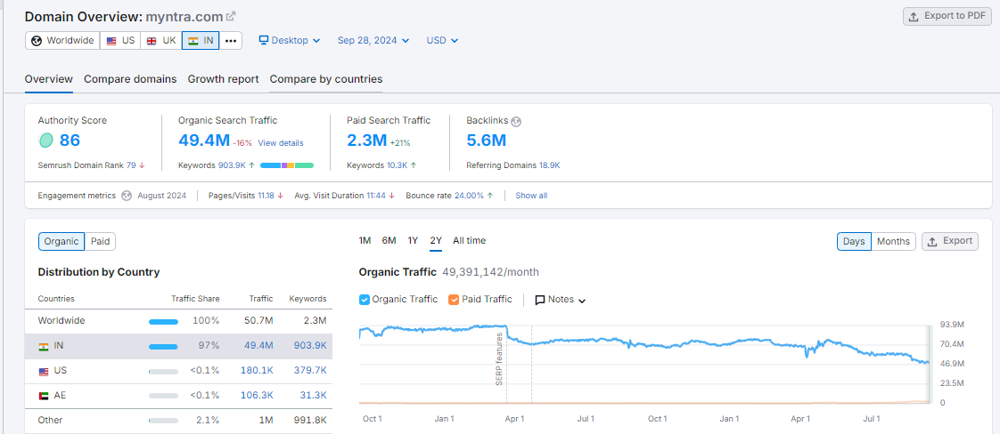 Domain Overview: myntra.com
Export to PDF
Worldwide US UK IN •••
Desktop Sep 28, 2024 USD
Overview Compare domains Growth report Compare by countries
Authority Score
86
Semrush Domain Rank 79 ↓
Organic Search Traffic
49.4M -16% View details
Keywords 903.9K ↑
Paid Search Traffic
2.3M +21%
Keywords 10.3K ↑
Backlinks
5.6M
Referring Domains 18.9K
Engagement metrics August 2024 Pages/Visits 11.18 ↓ Avg. Visit Duration 11:44 ↓ Bounce rate 24.00% ↑ Show all
Organic Paid
Distribution by Country
Countries Traffic Share Traffic Keywords
Worldwide 100% 50.7M 2.3M
IN 97% 49.4M 903.9K
US <0.1% 180.1K 379.7K
AE <0.1% 106.3K 31.3K
Other 2.1% 1M 991.8K
1M 6M 1Y 2Y All time
Days Months Export
Organic Traffic 49,391,142/month
Organic Traffic Paid Traffic Notes
93.9M
70.4M
46.9M
23.5M
0
SERP features
Oct 1 Jan 1 Apr 1 Jul 1 Oct 1 Jan 1 Apr 1 Jul 1